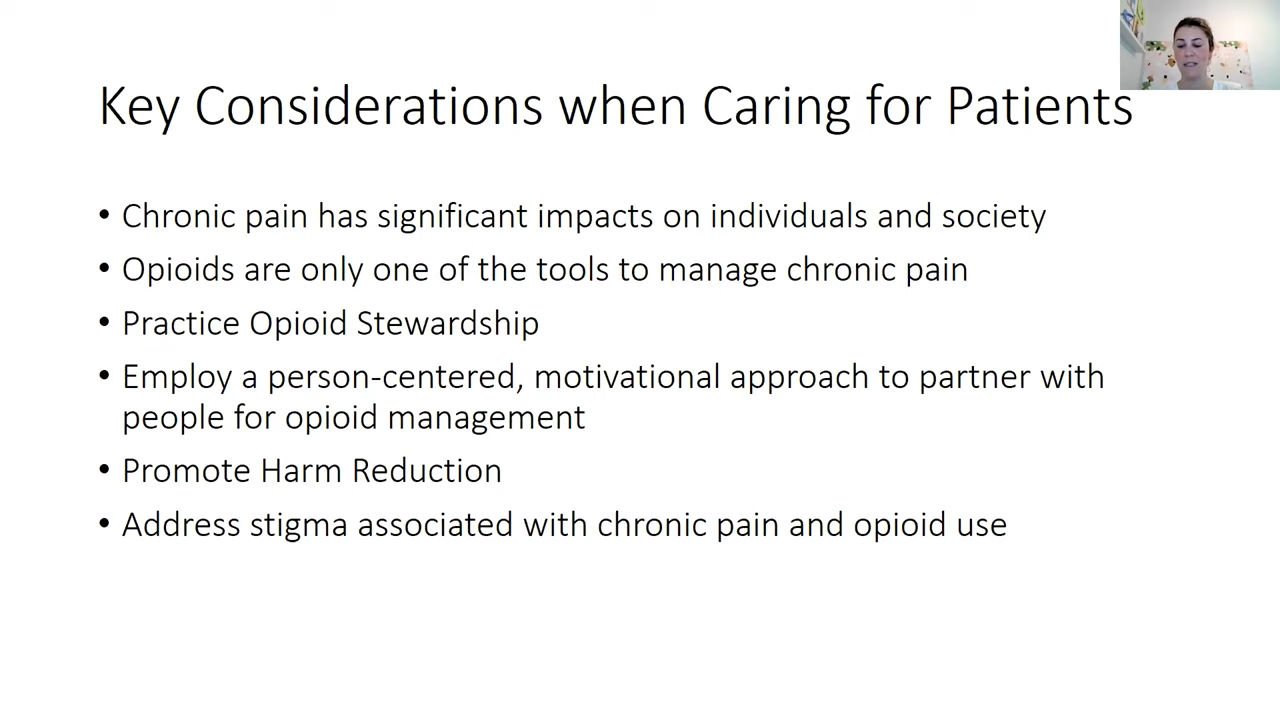 Key Considerations when Caring for Patients
• Chronic pain has significant impacts on individuals and society
• Opioids are only one of the tools to manage chronic pain
• Practice Opioid Stewardship
• Employ a person-centered, motivational approach to partner with
people for opioid management
• Promote Harm Reduction
• Address stigma associated with chronic pain and opioid use